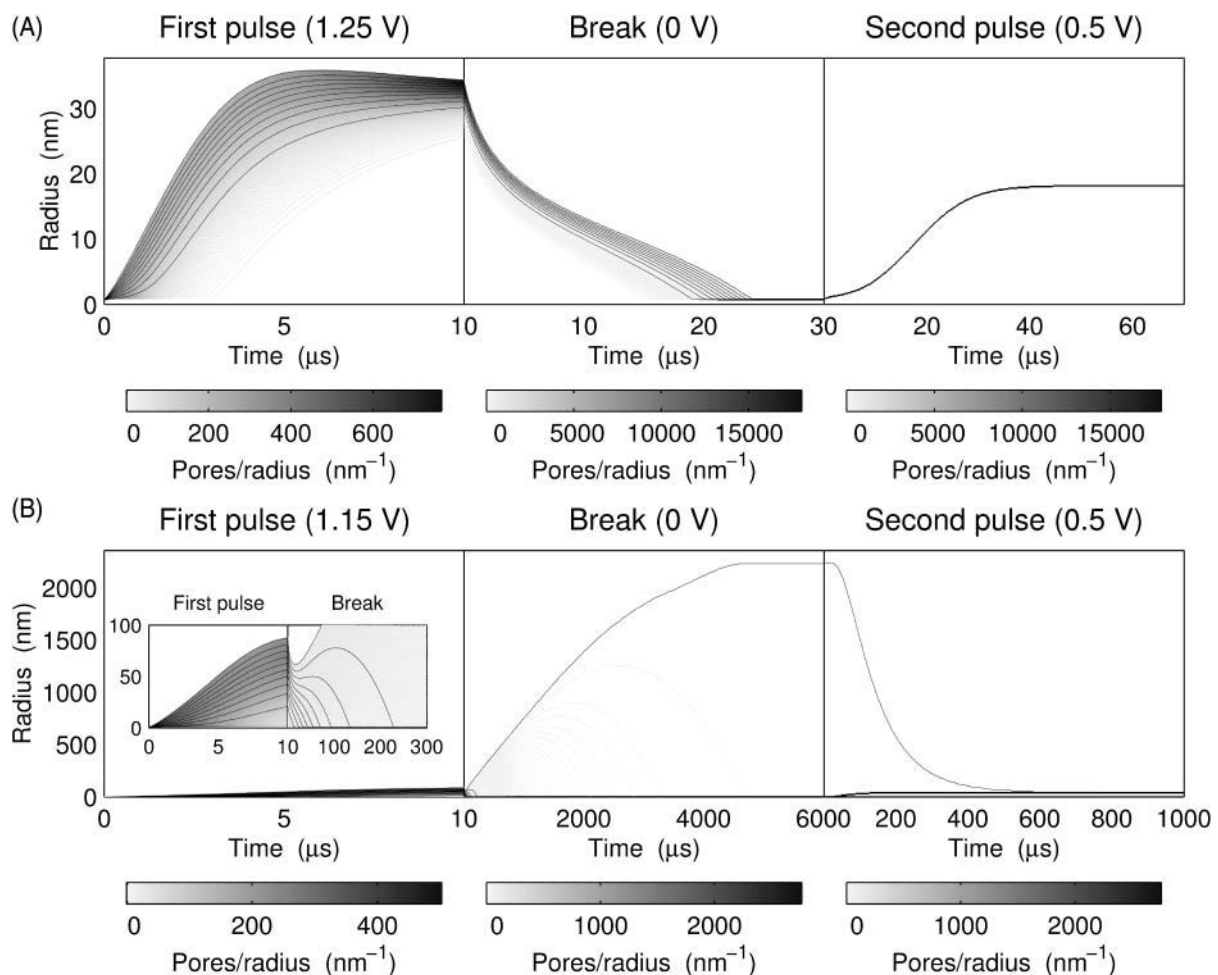 (A)
First pulse (1.25 V) Break (0 V) Second pulse (0.5 V)
Radius (nm)
30
20
10
0
0 5 10 10 20 30 20 40 60
Time (μs) Time (μs) Time (μs)
0 200 400 600 0 5000 10000 15000 0 5000 10000 15000
Pores/radius (nm⁻¹) Pores/radius (nm⁻¹) Pores/radius (nm⁻¹)
(B)
First pulse (1.15 V) Break (0 V) Second pulse (0.5 V)
Radius (nm)
2000
1500
1000
500
0
First pulse Break
100
50
0
0 5 10 100 200 300
0 5 10 2000 4000 6000 200 400 600 800 1000
Time (μs) Time (μs) Time (μs)
0 200 400 0 1000 2000 0 1000 2000
Pores/radius (nm⁻¹) Pores/radius (nm⁻¹) Pores/radius (nm⁻¹)